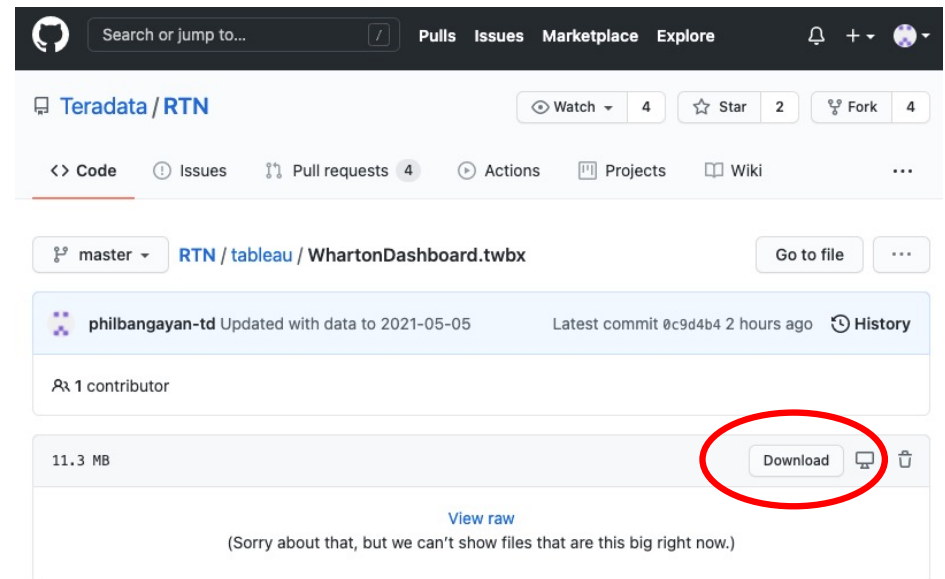 Search or jump to... / Pulls Issues Marketplace Explore
Teradata / RTN Watch 4 Star 2 Fork 4
<> Code Issues Pull requests 4 Actions Projects Wiki ...
master RTN / tableau / WhartonDashboard.twbx Go to file ...
philbangayan-td Updated with data to 2021-05-05 Latest commit 0c9d4b4 2 hours ago History
1 contributor
11.3 MB Download
View raw
(Sorry about that, but we can’t show files that are this big right now.)